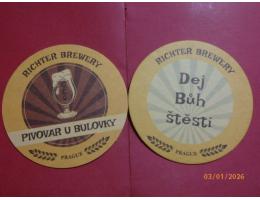 RICHTER BREWERY
PIVOVAR U BULOVKY
PRAGUE
RICHTER BREWERY
Dej
Bůh
štěstí
PRAGUE
03/01/2026